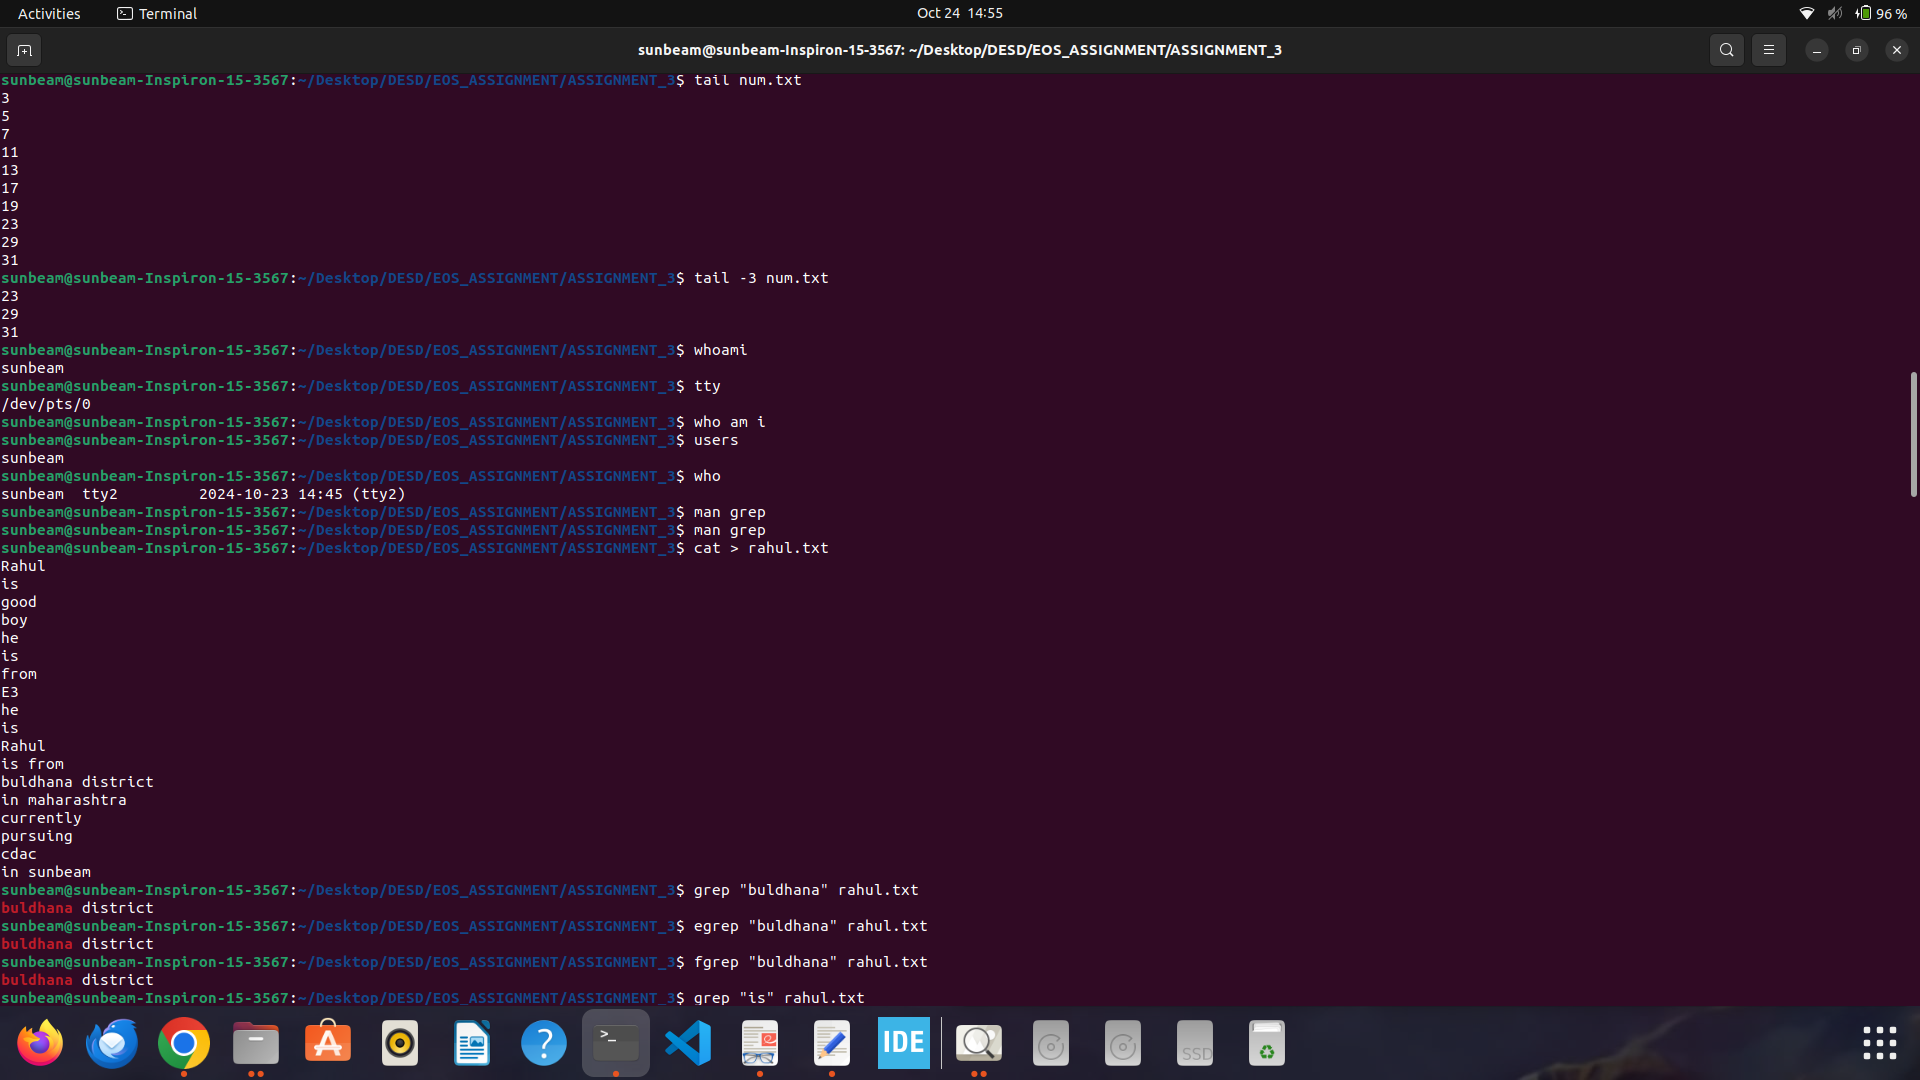 Activities
Terminal
Oct 24 14:55
96 %
sunbeam@sunbeam-Inspiron-15-3567: ~/Desktop/DESD/EOS_ASSIGNMENT/ASSIGNMENT_3
sunbeam@sunbeam-Inspiron-15-3567:~/Desktop/DESD/EOS_ASSIGNMENT/ASSIGNMENT_3$ tail num.txt
3
5
7
11
13
17
19
23
29
31
sunbeam@sunbeam-Inspiron-15-3567:~/Desktop/DESD/EOS_ASSIGNMENT/ASSIGNMENT_3$ tail -3 num.txt
23
29
31
sunbeam@sunbeam-Inspiron-15-3567:~/Desktop/DESD/EOS_ASSIGNMENT/ASSIGNMENT_3$ whoami
sunbeam
sunbeam@sunbeam-Inspiron-15-3567:~/Desktop/DESD/EOS_ASSIGNMENT/ASSIGNMENT_3$ tty
/dev/pts/0
sunbeam@sunbeam-Inspiron-15-3567:~/Desktop/DESD/EOS_ASSIGNMENT/ASSIGNMENT_3$ who am i
sunbeam@sunbeam-Inspiron-15-3567:~/Desktop/DESD/EOS_ASSIGNMENT/ASSIGNMENT_3$ users
sunbeam
sunbeam@sunbeam-Inspiron-15-3567:~/Desktop/DESD/EOS_ASSIGNMENT/ASSIGNMENT_3$ who
sunbeam  tty2         2024-10-23 14:45 (tty2)
sunbeam@sunbeam-Inspiron-15-3567:~/Desktop/DESD/EOS_ASSIGNMENT/ASSIGNMENT_3$ man grep
sunbeam@sunbeam-Inspiron-15-3567:~/Desktop/DESD/EOS_ASSIGNMENT/ASSIGNMENT_3$ man grep
sunbeam@sunbeam-Inspiron-15-3567:~/Desktop/DESD/EOS_ASSIGNMENT/ASSIGNMENT_3$ cat > rahul.txt
Rahul
is
good
boy
he
is
from
E3
he
is
Rahul
is from
buldhana district
in maharashtra
currently
pursuing
cdac
in sunbeam
sunbeam@sunbeam-Inspiron-15-3567:~/Desktop/DESD/EOS_ASSIGNMENT/ASSIGNMENT_3$ grep "buldhana" rahul.txt
buldhana district
sunbeam@sunbeam-Inspiron-15-3567:~/Desktop/DESD/EOS_ASSIGNMENT/ASSIGNMENT_3$ egrep "buldhana" rahul.txt
buldhana district
sunbeam@sunbeam-Inspiron-15-3567:~/Desktop/DESD/EOS_ASSIGNMENT/ASSIGNMENT_3$ fgrep "buldhana" rahul.txt
buldhana district
sunbeam@sunbeam-Inspiron-15-3567:~/Desktop/DESD/EOS_ASSIGNMENT/ASSIGNMENT_3$ grep "is" rahul.txt
IDE
SSD